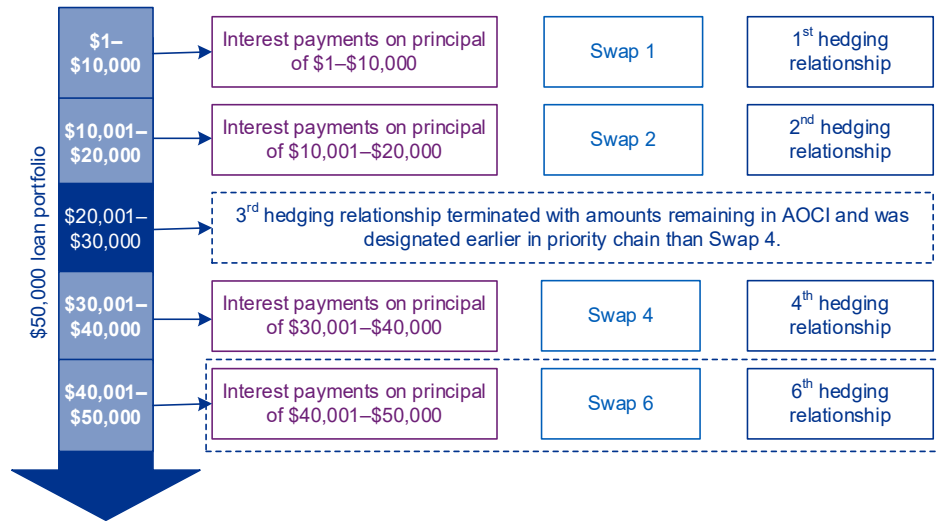 $50,000 loan portfolio
$1–
$10,000
Interest payments on principal
of $1–$10,000
Swap 1
1st hedging
relationship
$10,001–
$20,000
Interest payments on principal
of $10,001–$20,000
Swap 2
2nd hedging
relationship
$20,001–
$30,000
3rd hedging relationship terminated with amounts remaining in AOCI and was
designated earlier in priority chain than Swap 4.
$30,001–
$40,000
Interest payments on principal
of $30,001–$40,000
Swap 4
4th hedging
relationship
$40,001–
$50,000
Interest payments on principal
of $40,001–$50,000
Swap 6
6th hedging
relationship